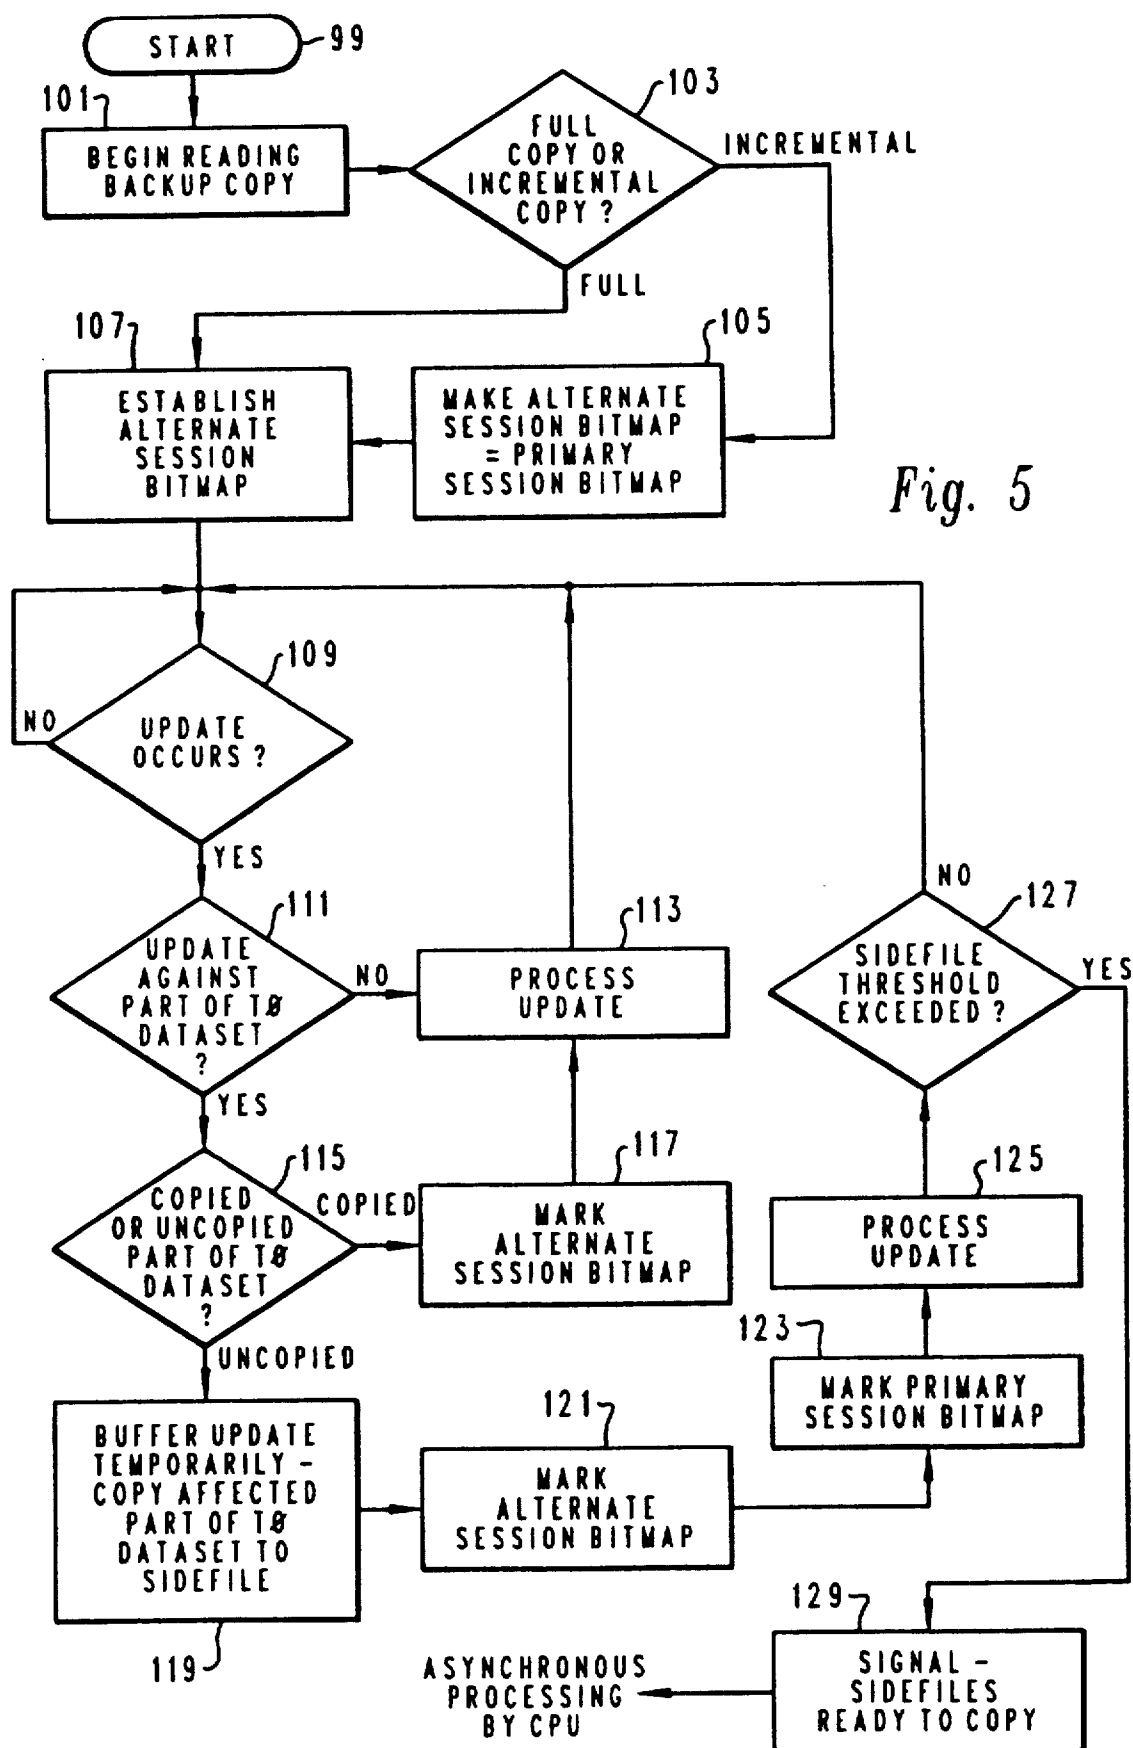 START
99
101
BEGIN READING
BACKUP COPY
103
FULL
COPY OR
INCREMENTAL
COPY ?
INCREMENTAL
FULL
107
ESTABLISH
ALTERNATE
SESSION
BITMAP
105
MAKE ALTERNATE
SESSION BITMAP
= PRIMARY
SESSION BITMAP
Fig. 5
109
UPDATE
OCCURS ?
NO
YES
111
UPDATE
AGAINST
PART OF T0
DATASET
?
NO
YES
113
PROCESS
UPDATE
115
COPIED
OR UNCOPIED
PART OF T0
DATASET
?
COPIED
UNCOPIED
117
MARK
ALTERNATE
SESSION BITMAP
BUFFER UPDATE
TEMPORARILY –
COPY AFFECTED
PART OF T0
DATASET TO
SIDEFILE
119
121
MARK
ALTERNATE
SESSION BITMAP
123
MARK PRIMARY
SESSION BITMAP
125
PROCESS
UPDATE
127
SIDEFILE
THRESHOLD
EXCEEDED ?
NO
YES
129
SIGNAL –
SIDEFILES
READY TO COPY
ASYNCHRONOUS
PROCESSING
BY CPU